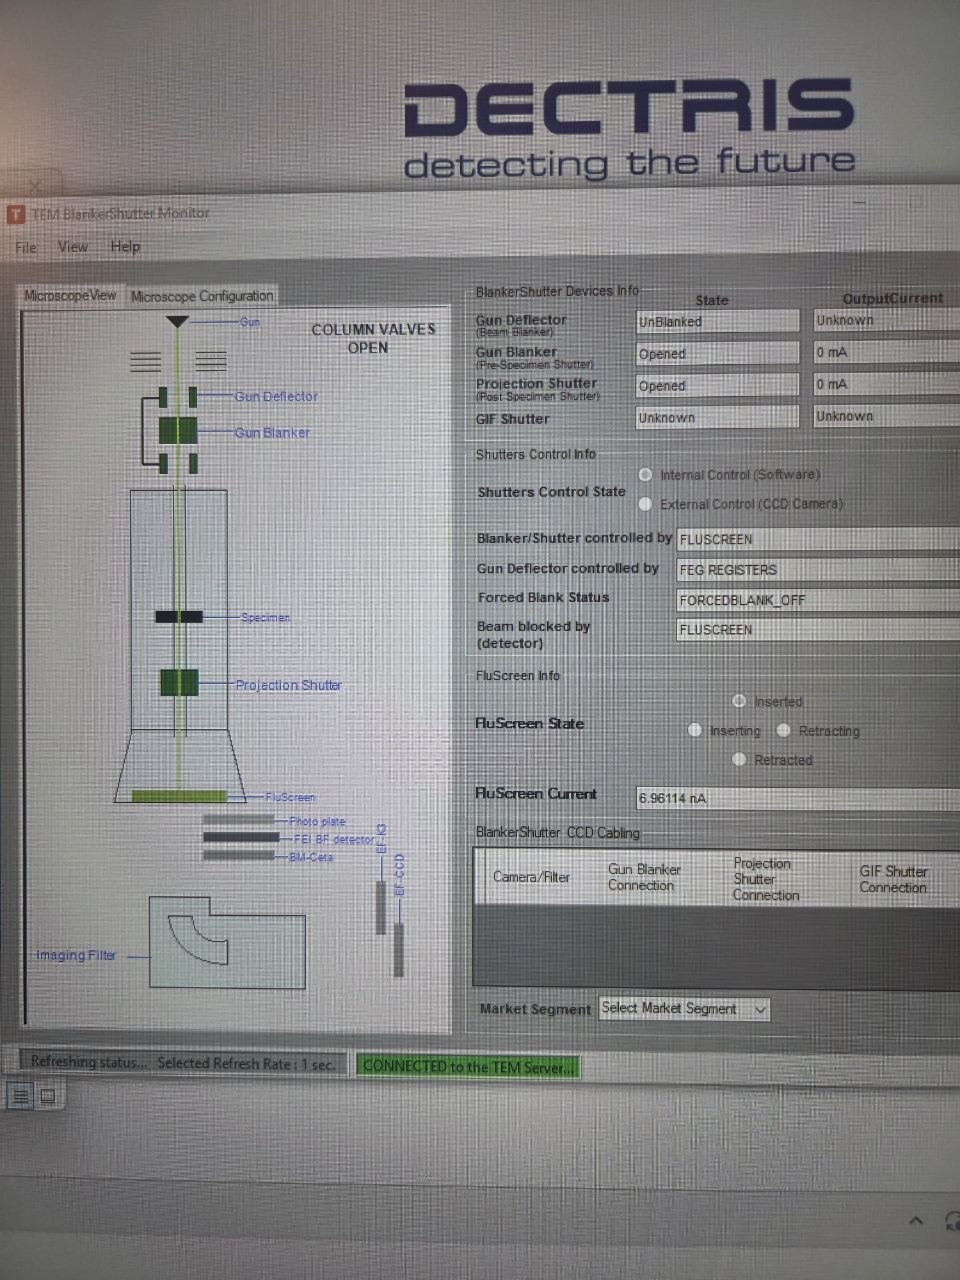 DECTRIS
detecting the future
TEM BlankerShutter Monitor
File View Help
MicroscopeView Microscope Configuration
Gun
COLUMN VALVES
OPEN
Gun Deflector
Gun Blanker
Specimen
Projection Shutter
FluScreen
Photo plate
FEI BF detector
BM-Ceta
EF-K3
EF-CCD
Imaging Filter
BlankerShutter Devices Info
State OutputCurrent
Gun Deflector UnBlanked Unknown
(Beam Blanker)
Gun Blanker Opened 0 mA
(Pre-Specimen Shutter)
Projection Shutter Opened 0 mA
(Post Specimen Shutter)
GIF Shutter Unknown Unknown
Shutters Control Info
Shutters Control State
Internal Control (Software)
External Control (CCD Camera)
Blanker/Shutter controlled by FLUSCREEN
Gun Deflector controlled by FEG REGISTERS
Forced Blank Status FORCEDBLANK_OFF
Beam blocked by FLUSCREEN
(detector)
FluScreen Info
Inserted
FluScreen State
Inserting Retracting
Retracted
FluScreen Current 6.96114 nA
BlankerShutter CCD Cabling
Camera/Filter
Gun Blanker
Connection
Projection
Shutter
Connection
GIF Shutter
Connection
Market Segment Select Market Segment
Refreshing status... Selected Refresh Rate : 1 sec.
CONNECTED to the TEM Server...